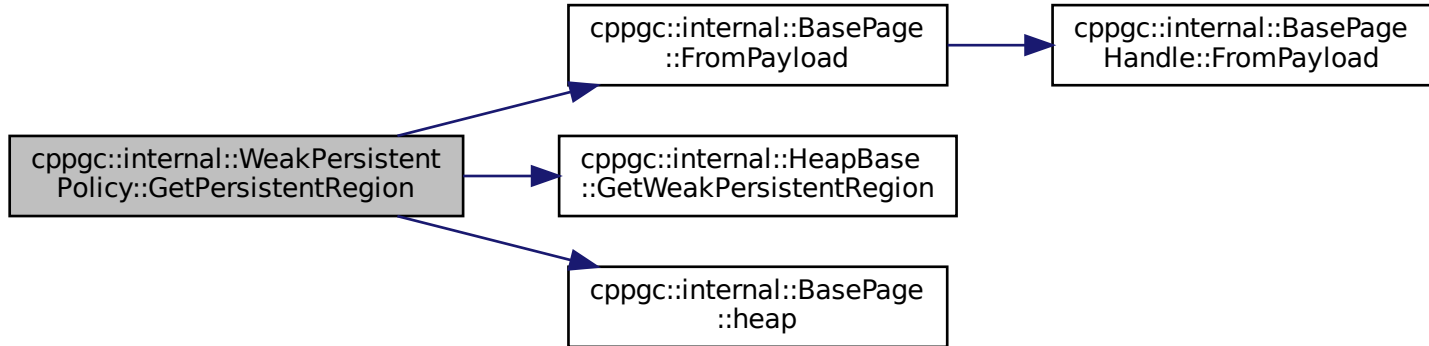 cppgc::internal::BasePage
::FromPayload
cppgc::internal::BasePage
Handle::FromPayload
cppgc::internal::WeakPersistent
Policy::GetPersistentRegion
cppgc::internal::HeapBase
::GetWeakPersistentRegion
cppgc::internal::BasePage
::heap